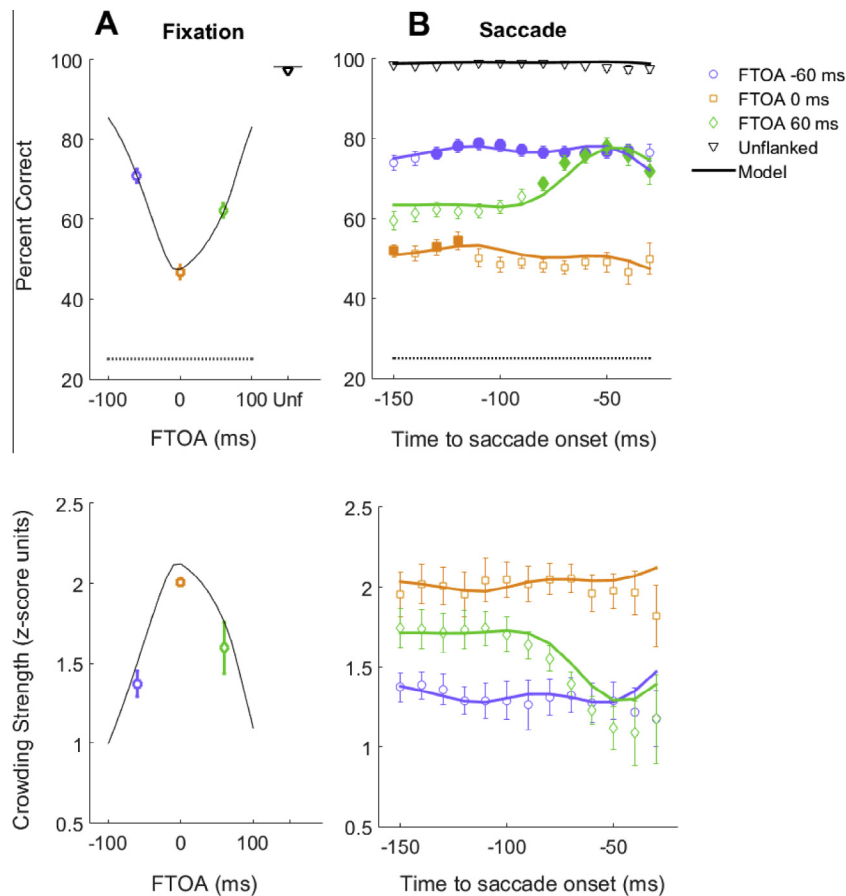 A Fixation
B Saccade
Percent Correct
100
80
60
40
20
-100 0 100 Unf
FTOA (ms)
100
80
60
40
20
-150 -100 -50
Time to saccade onset (ms)
FTOA -60 ms
FTOA 0 ms
FTOA 60 ms
Unflanked
Model
Crowding Strength (z-score units)
2.5
2
1.5
1
0.5
-100 0 100
FTOA (ms)
2.5
2
1.5
1
0.5
-150 -100 -50
Time to saccade onset (ms)